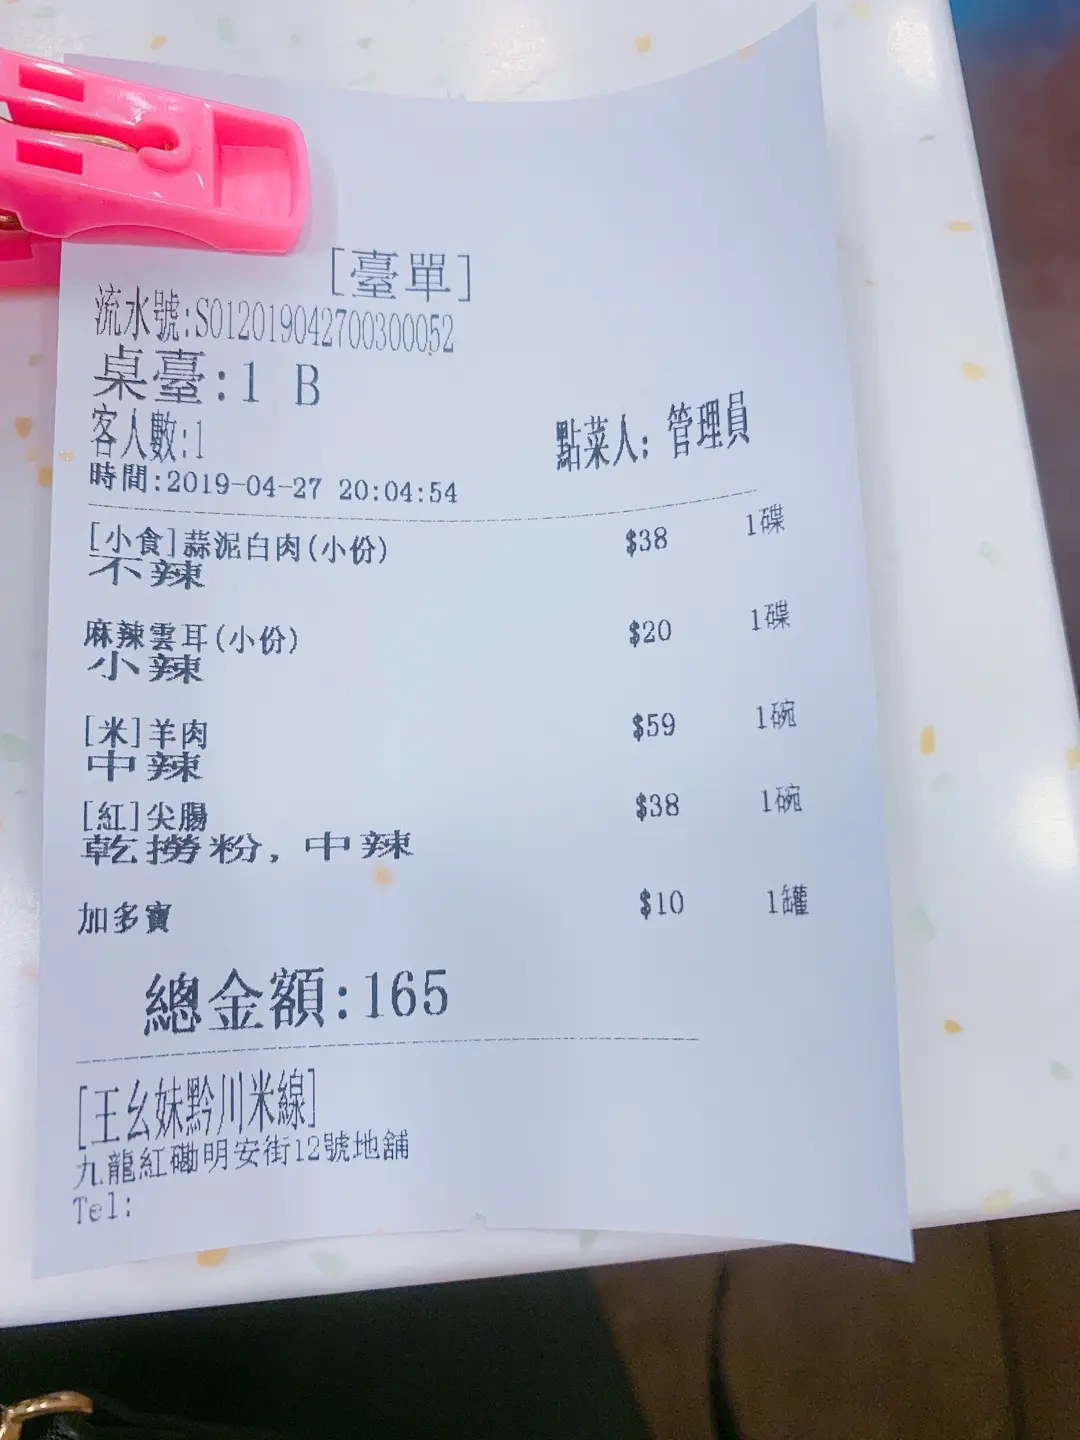 [臺單]
流水號:S012019042700300052
桌臺:1 B
客人數:1 點菜人: 管理員
時間:2019-04-27 20:04:54
[小食]蒜泥白肉(小份) $38 1碟
不辣
麻辣雲耳(小份) $20 1碟
小辣
[米]羊肉 $59 1碗
中辣
[紅]尖腸 $38 1碗
乾撈粉, 中辣
加多寶 $10 1罐
總金額:165
[王幺妹黔川米線]
九龍紅磡明安街12號地舖
Tel: